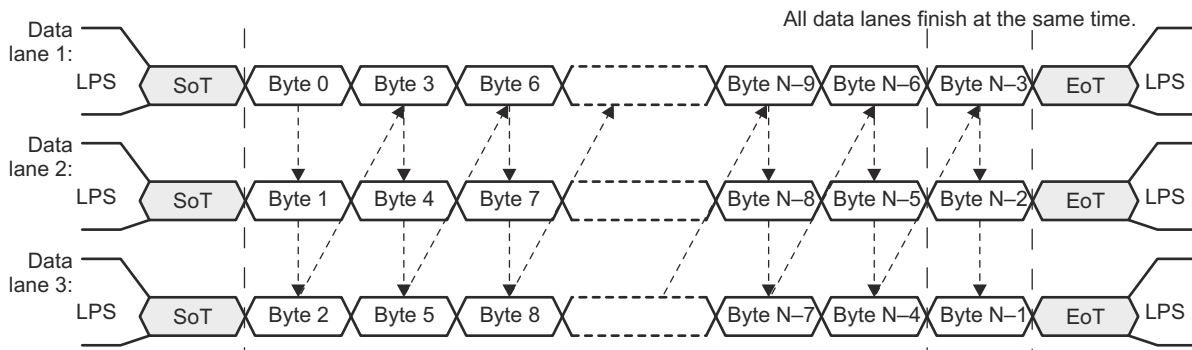 All data lanes finish at the same time.
Data
lane 1:
LPS SoT Byte 0 Byte 3 Byte 6 Byte N–9 Byte N–6 Byte N–3 EoT LPS
Data
lane 2:
LPS SoT Byte 1 Byte 4 Byte 7 Byte N–8 Byte N–5 Byte N–2 EoT LPS
Data
lane 3:
LPS SoT Byte 2 Byte 5 Byte 8 Byte N–7 Byte N–4 Byte N–1 EoT LPS